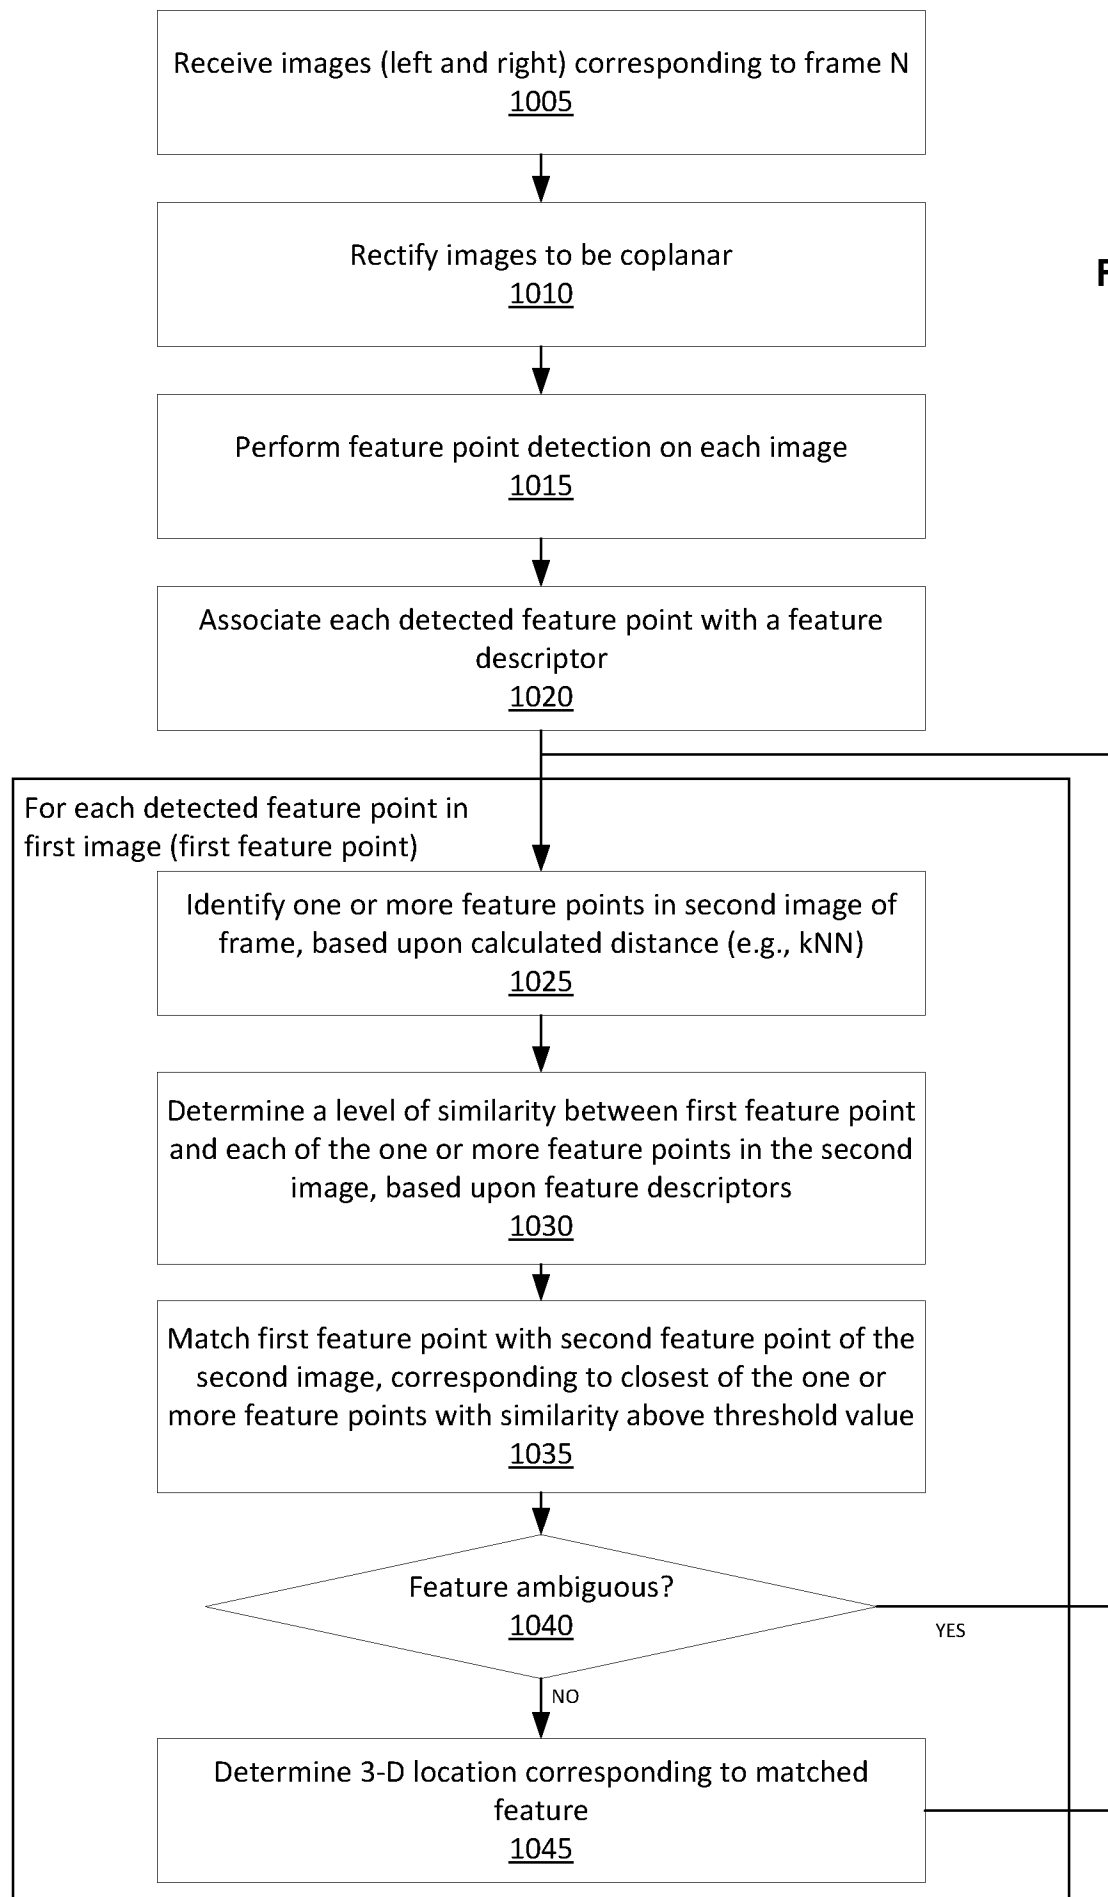 Receive images (left and right) corresponding to frame N
1005
Rectify images to be coplanar
1010
F
Perform feature point detection on each image
1015
Associate each detected feature point with a feature
descriptor
1020
For each detected feature point in
first image (first feature point)
Identify one or more feature points in second image of
frame, based upon calculated distance (e.g., kNN)
1025
Determine a level of similarity between first feature point
and each of the one or more feature points in the second
image, based upon feature descriptors
1030
Match first feature point with second feature point of the
second image, corresponding to closest of the one or
more feature points with similarity above threshold value
1035
Feature ambiguous?
1040
YES
NO
Determine 3-D location corresponding to matched
feature
1045